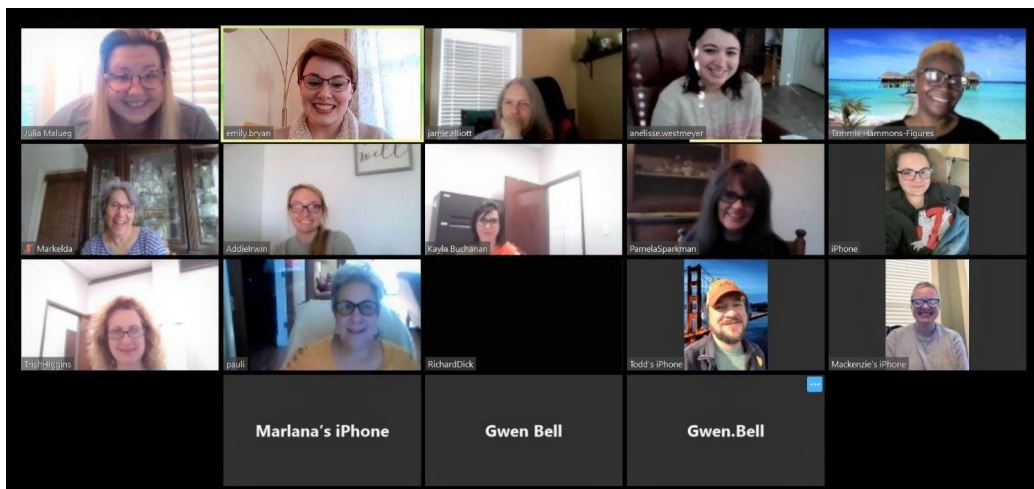 well
Julia Malueg
emily.bryan
jamie.elliott
anelisse.westmeyer
Tammie Hammons-Figures
Markelda
AddieIrwin
Kayla Buchanan
PamelaSparkman
iPhone
TrishHiggins
pauli
RichardDick
Todd's iPhone
Mackenzie's iPhone
Marlana's iPhone
Gwen Bell
Gwen.Bell